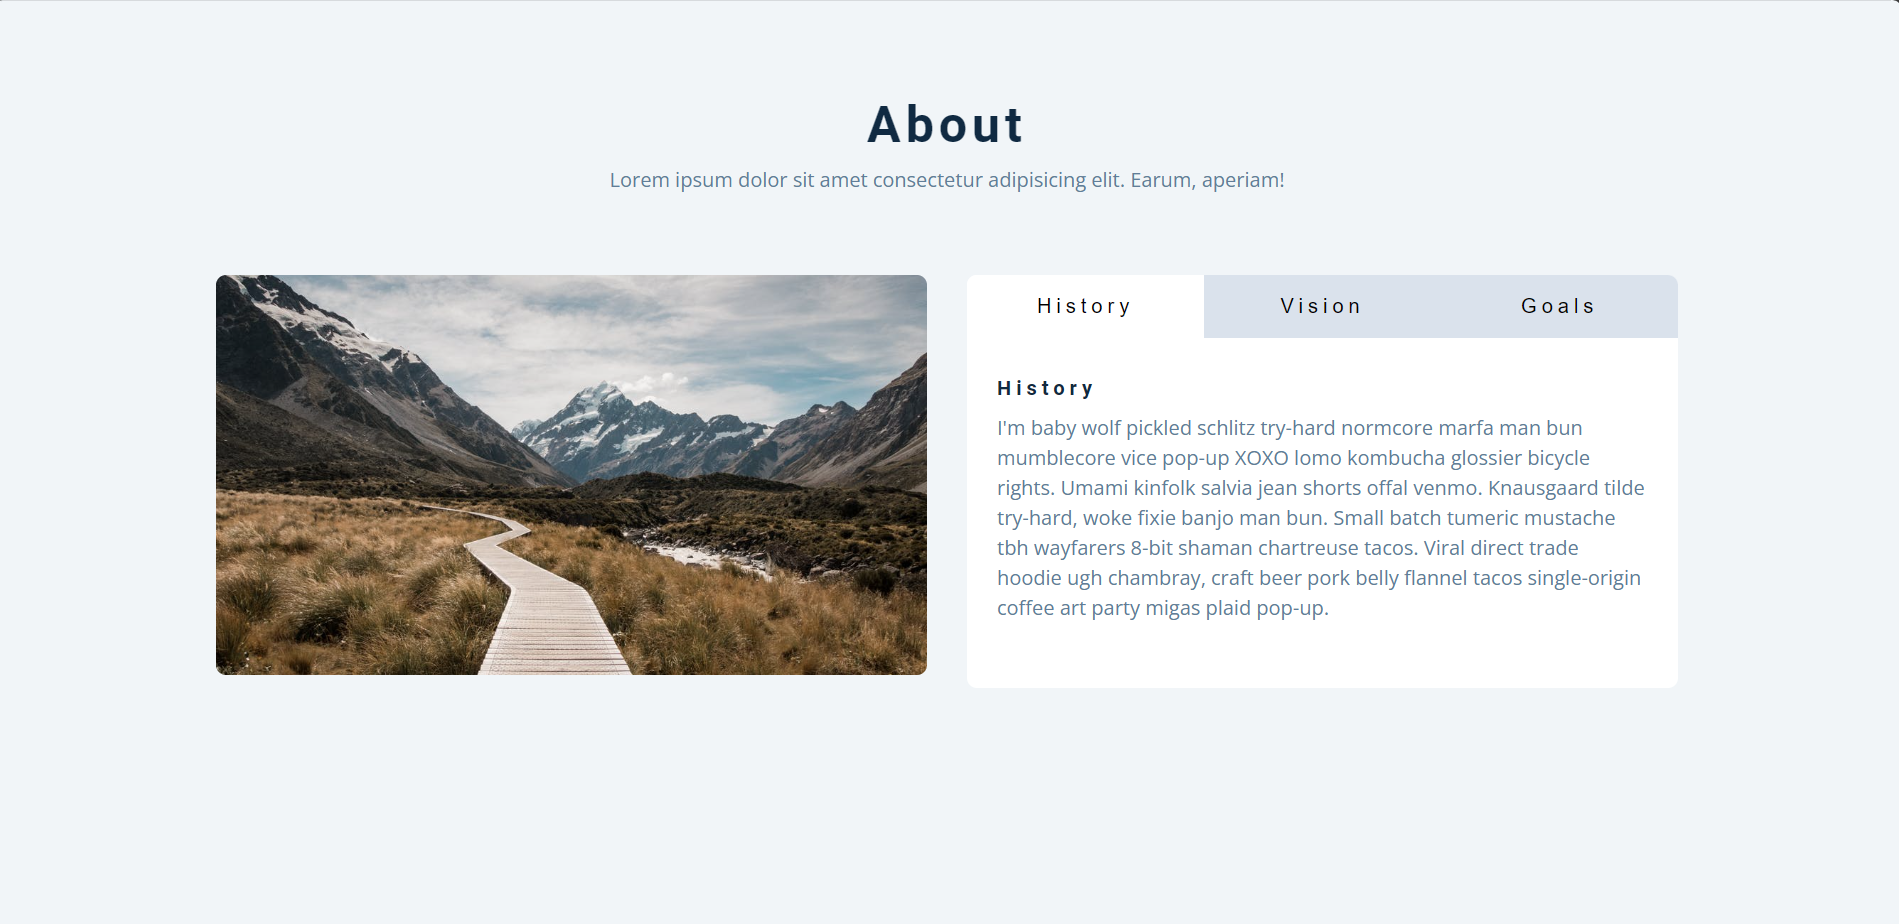 About
Lorem ipsum dolor sit amet consectetur adipisicing elit. Earum, aperiam!
History
Vision
Goals
History
I'm baby wolf pickled schlitz try-hard normcore marfa man bun
mumblecore vice pop-up XOXO lomo kombucha glossier bicycle
rights. Umami kinfolk salvia jean shorts offal venmo. Knausgaard tilde
try-hard, woke fixie banjo man bun. Small batch tumeric mustache
tbh wayfarers 8-bit shaman chartreuse tacos. Viral direct trade
hoodie ugh chambray, craft beer pork belly flannel tacos single-origin
coffee art party migas plaid pop-up.